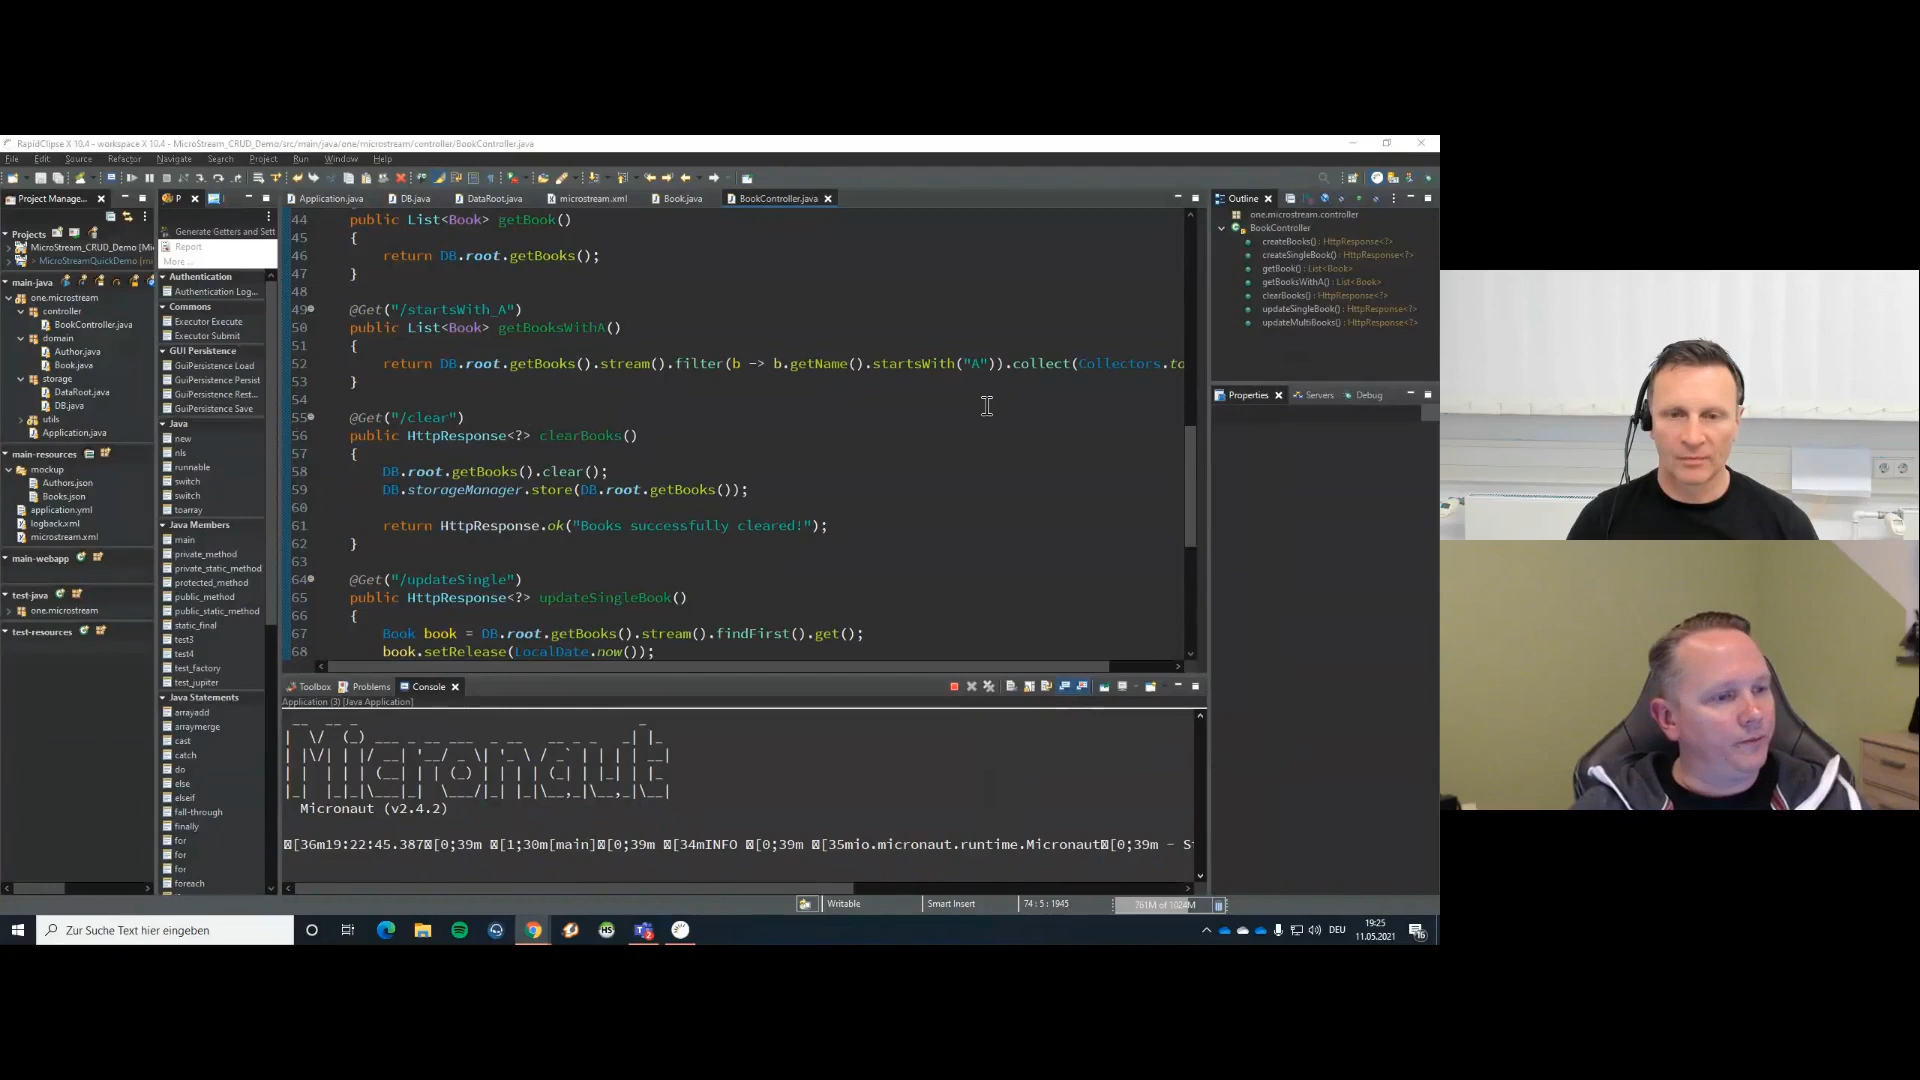 RapidClipse X 10.4 - workspace X 10.4 - MicroStream_CRUD_Demo/src/main/java/one/microstream/controller/BookController.java
File Edit Source Refactor Navigate Search Project Run Window Help
Project Manage...
P
Application.java
DB.java
DataRoot.java
microstream.xml
Book.java
BookController.java
Outline
Projects
MicroStream_CRUD_Demo [Mi
> MicroStreamQuickDemo [mi
main-java
one.microstream
controller
BookController.java
domain
Author.java
Book.java
storage
DataRoot.java
DB.java
utils
Application.java
main-resources
mockup
Authors.json
Books.json
application.yml
logback.xml
microstream.xml
main-webapp
test-java
one.microstream
test-resources
Generate Getters and Sett
Report
More ...
Authentication
Authentication Log...
Commons
Executor Execute
Executor Submit
GUI Persistence
GuiPersistence Load
GuiPersistence Persist
GuiPersistence Rest...
GuiPersistence Save
Java
new
nls
runnable
switch
switch
toarray
Java Members
main
private_method
private_static_method
protected_method
public_method
public_static_method
static_final
test3
test4
test_factory
test_jupiter
Java Statements
arrayadd
arraymerge
cast
catch
do
else
elseif
fall-through
finally
for
for
for
foreach
44 public List<Book> getBook()
45 {
46 return DB.root.getBooks();
47 }
48
49 @Get("/startsWith_A")
50 public List<Book> getBooksWithA()
51 {
52 return DB.root.getBooks().stream().filter(b -> b.getName().startsWith("A")).collect(Collectors.to
53 }
54
55 @Get("/clear")
56 public HttpResponse<?> clearBooks()
57 {
58 DB.root.getBooks().clear();
59 DB.storageManager.store(DB.root.getBooks());
60
61 return HttpResponse.ok("Books successfully cleared!");
62 }
63
64 @Get("/updateSingle")
65 public HttpResponse<?> updateSingleBook()
66 {
67 Book book = DB.root.getBooks().stream().findFirst().get();
68 book.setRelease(LocalDate.now());
one.microstream.controller
BookController
createBooks() : HttpResponse<?>
createSingleBook() : HttpResponse<?>
getBook() : List<Book>
getBooksWithA() : List<Book>
clearBooks() : HttpResponse<?>
updateSingleBook() : HttpResponse<?>
updateMultiBooks() : HttpResponse<?>
Properties
Servers
Debug
Toolbox
Problems
Console
Application (3) [Java Application]
Micronaut
Micronaut (v2.4.2)
[36m19:22:45.387[0;39m [1;30m[main][0;39m [34mINFO [0;39m [35mio.micronaut.runtime.Micronaut[0;39m - S
Writable
Smart Insert
74 : 5 : 1945
761M of 1024M
Zur Suche Text hier eingeben
DEU
19:25
11.05.2021